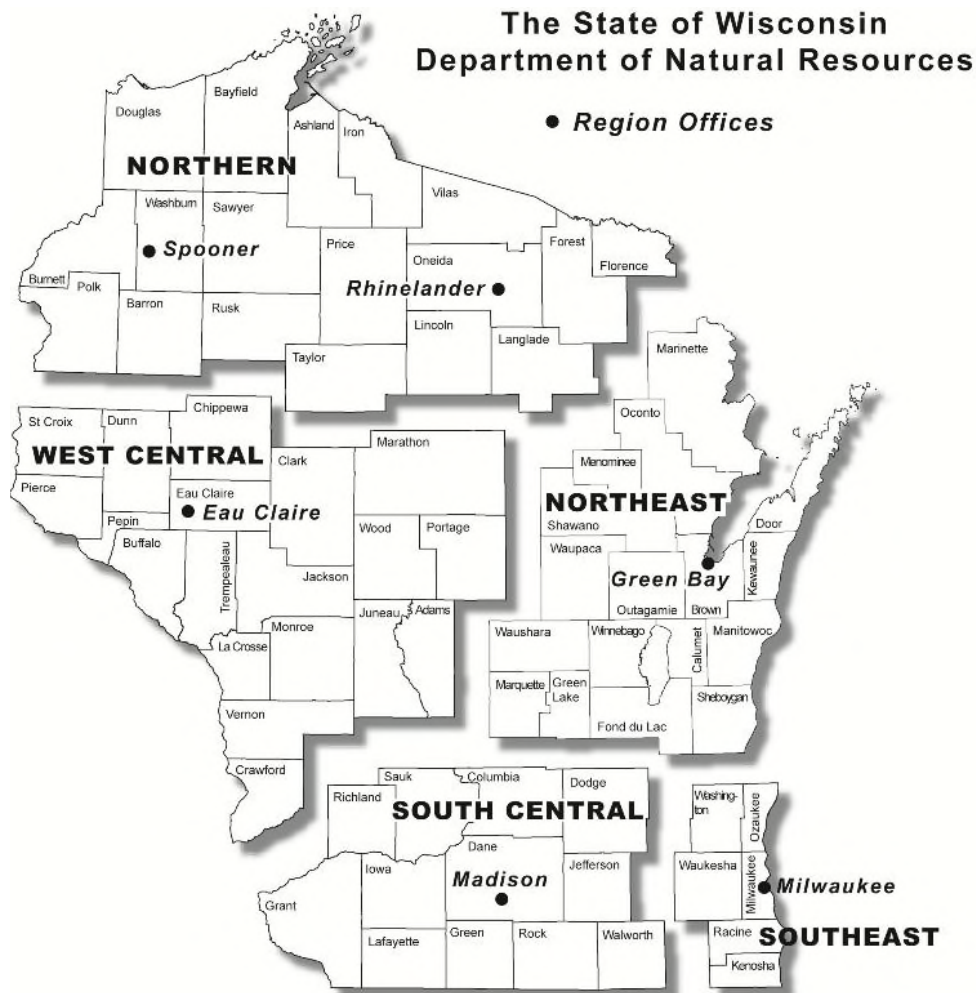 The State of Wisconsin
Department of Natural Resources
Region Offices
Bayfield
Douglas
Ashland
Iron
NORTHERN
Vilas
Washburn
Sawyer
Price
Forest
Spooner
Oneida
Florence
Burnett
Polk
Rhinelander
Barron
Rusk
Lincoln
Langlade
Taylor
Marinette
Chippewa
St Croix
Dunn
Oconto
Marathon
WEST CENTRAL
Clark
Menominee
Pierce
Eau Claire
NORTHEAST
Eau Claire
Pepin
Wood
Portage
Shawano
Door
Buffalo
Waupaca
Trempealeau
Kewaunee
Jackson
Green Bay
Juneau
Adams
Outagamie
Brown
Monroe
Waushara
Winnebago
Calumet
Manitowoc
La Crosse
Marquette
Green
Lake
Sheboygan
Vernon
Fond du Lac
Crawford
Sauk
Columbia
Dodge
Richland
Washing-
ton
Ozaukee
SOUTH CENTRAL
Dane
Iowa
Jefferson
Waukesha
Milwaukee
Madison
Milwaukee
Grant
Lafayette
Green
Rock
Walworth
Racine
SOUTHEAST
Kenosha